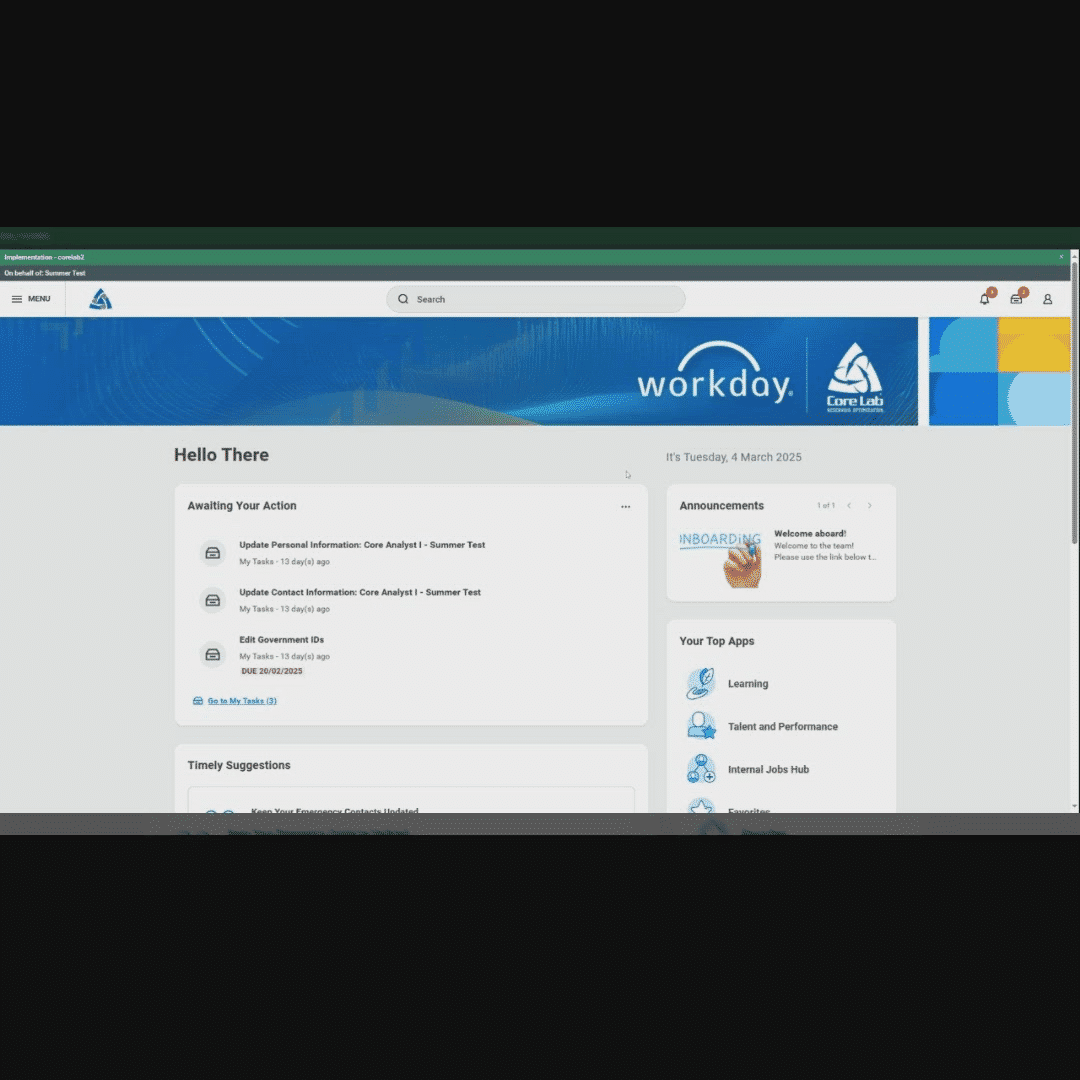 Implementation - corelab2
On behalf of: Summer Test
MENU
Search
workday.
Core Lab
RESERVOIR OPTIMIZATION
Hello There
It's Tuesday, 4 March 2025
Awaiting Your Action
Update Personal Information: Core Analyst I - Summer Test
My Tasks - 13 day(s) ago
Update Contact Information: Core Analyst I - Summer Test
My Tasks - 13 day(s) ago
Edit Government IDs
My Tasks - 13 day(s) ago
DUE 20/02/2025
Go to My Tasks (3)
Timely Suggestions
Keep Your Emergency Contacts Updated
Announcements
1 of 1
INBOARDING
Welcome aboard!
Welcome to the team!
Please use the link below t...
Your Top Apps
Learning
Talent and Performance
Internal Jobs Hub
Favorites